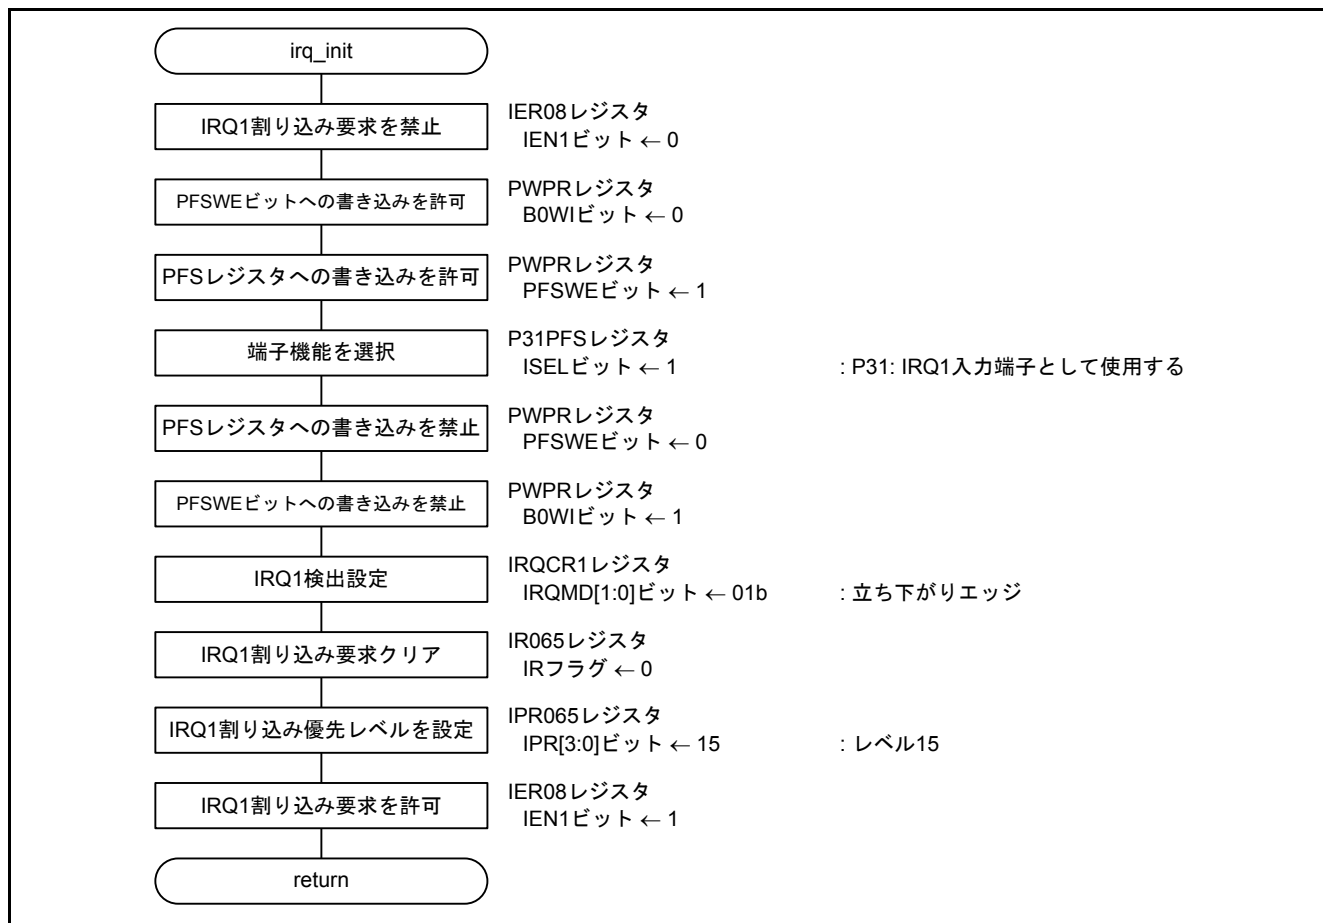 irq_init
IRQ1割り込み要求を禁止
IER08レジスタ
IEN1ビット ← 0
PFSWEビットへの書き込みを許可
PWPRレジスタ
B0WIビット ← 0
PFSレジスタへの書き込みを許可
PWPRレジスタ
PFSWEビット ← 1
端子機能を選択
P31PFSレジスタ
ISELビット ← 1 : P31: IRQ1入力端子として使用する
PFSレジスタへの書き込みを禁止
PWPRレジスタ
PFSWEビット ← 0
PFSWEビットへの書き込みを禁止
PWPRレジスタ
B0WIビット ← 1
IRQ1検出設定
IRQCR1レジスタ
IRQMD[1:0]ビット ← 01b : 立ち下がりエッジ
IRQ1割り込み要求クリア
IR065レジスタ
IRフラグ ← 0
IRQ1割り込み優先レベルを設定
IPR065レジスタ
IPR[3:0]ビット ← 15 : レベル15
IRQ1割り込み要求を許可
IER08レジスタ
IEN1ビット ← 1
return